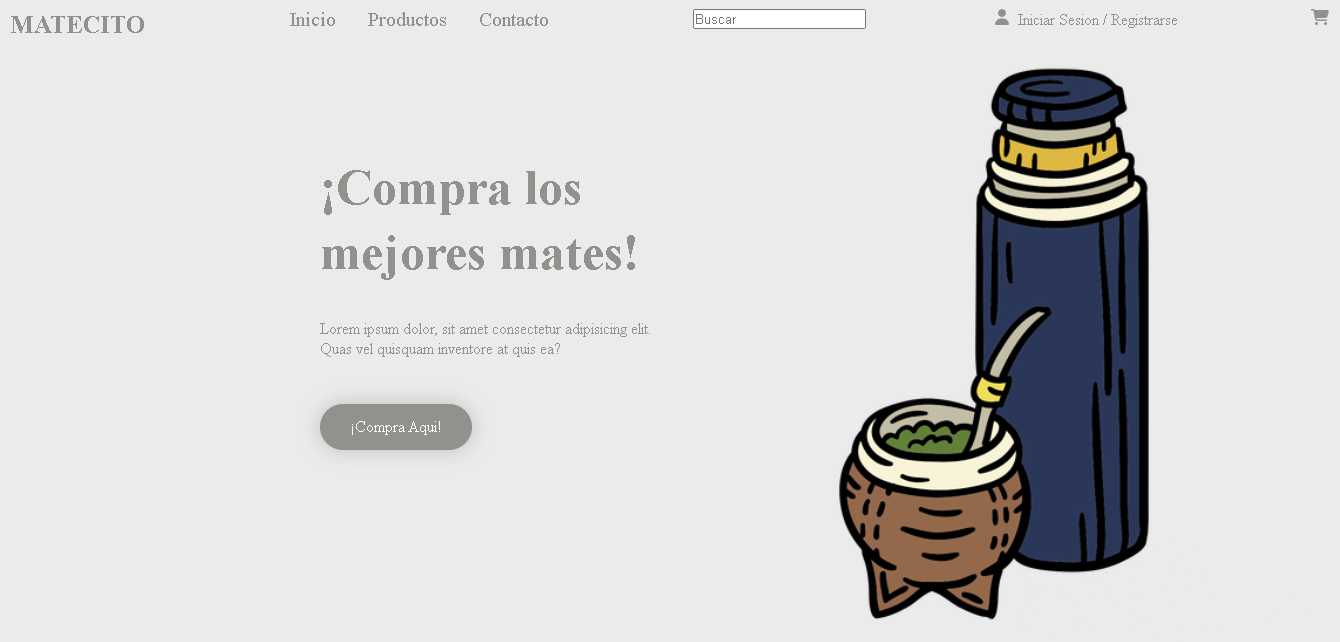 MATECITO
Inicio
Productos
Contacto
Buscar
Iniciar Sesion / Registrarse
¡Compra los
mejores mates!
Lorem ipsum dolor, sit amet consectetur adipisicing elit.
Quas vel quisquam inventore at quis ea?
¡Compra Aqui!